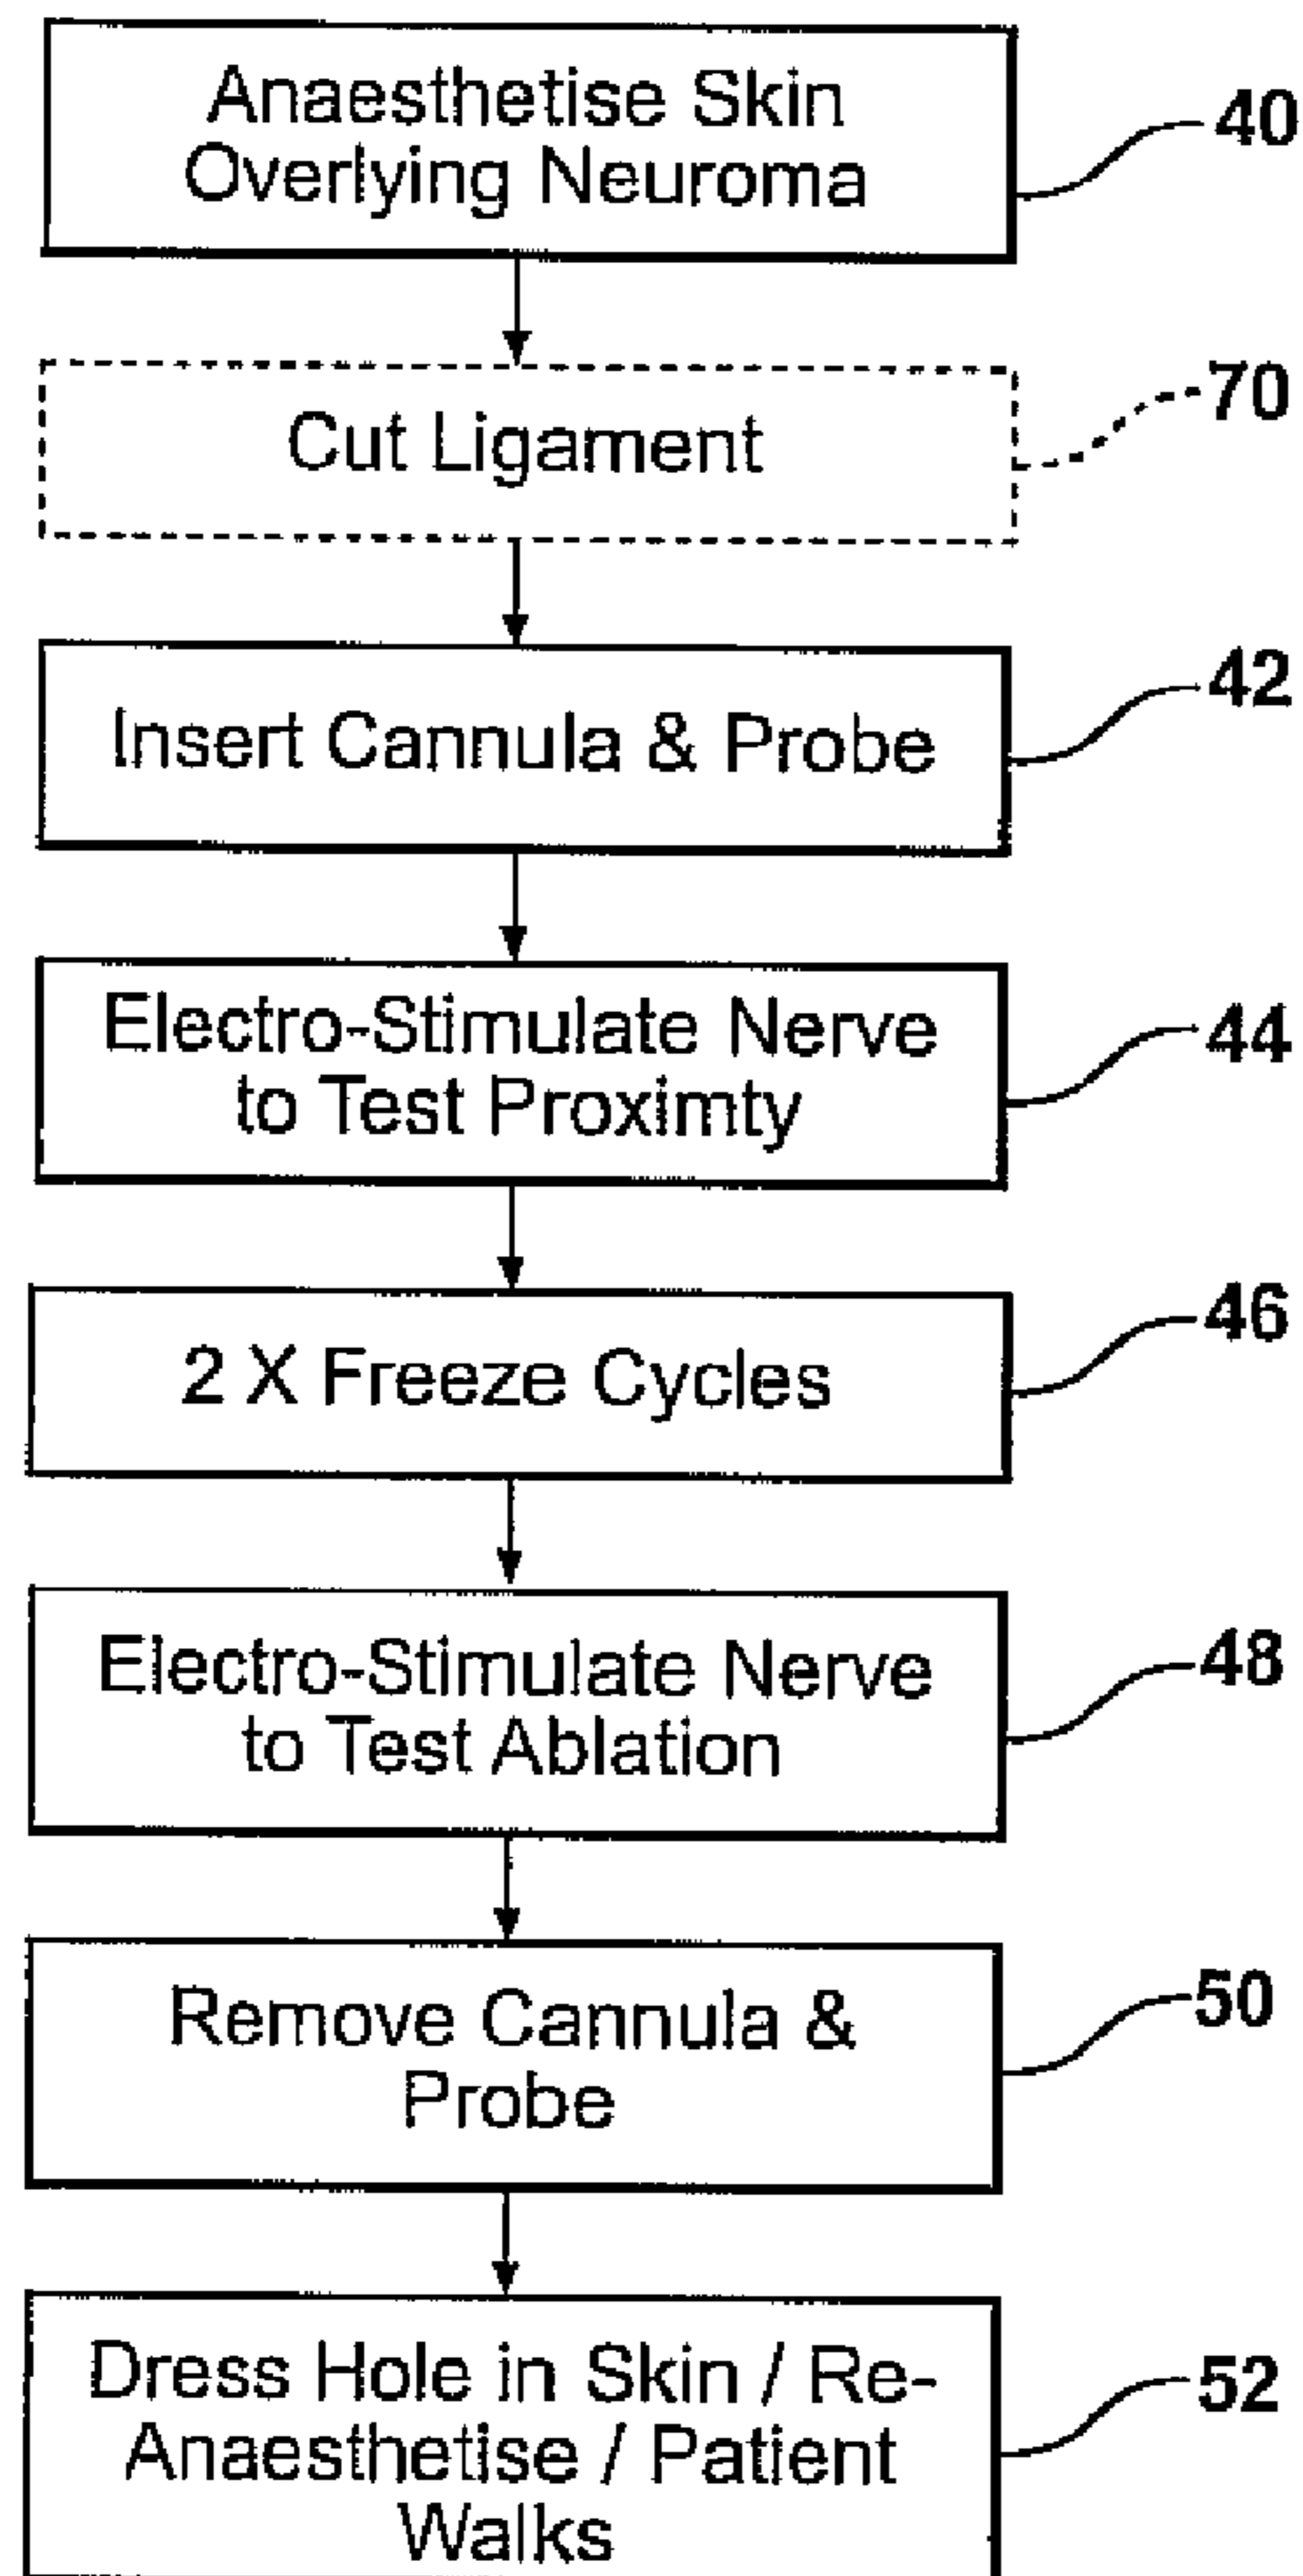 Anaesthetise Skin
Overlying Neuroma
40
Cut Ligament
70
Insert Cannula & Probe
42
Electro-Stimulate Nerve
to Test Proximty
44
2 X Freeze Cycles
46
Electro-Stimulate Nerve
to Test Ablation
48
Remove Cannula &
Probe
50
Dress Hole in Skin / Re-
Anaesthetise / Patient
Walks
52